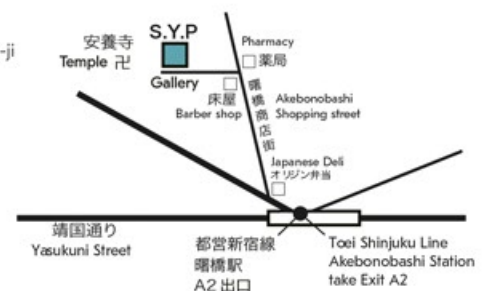 -ji
安養寺
Temple 卍
S.Y.P
Gallery
Pharmacy
薬局
床屋
Barber shop
曙橋商店街
Akebonobashi
Shopping street
Japanese Deli
オリジン弁当
靖国通り
Yasukuni Street
都営新宿線
曙橋駅
A2 出口
Toei Shinjuku Line
Akebonobashi Station
take Exit A2